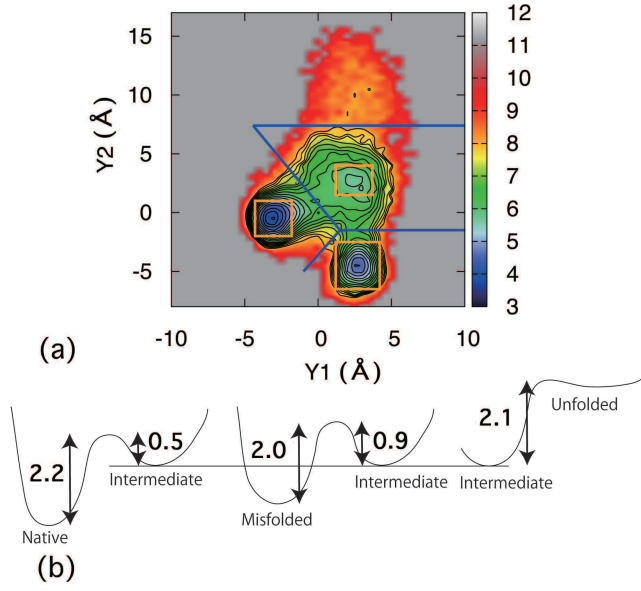 15
10
5
0
-5
Y2 (Å)
-10 -5 0 5 10
Y1 (Å)
12
11
10
9
8
7
6
5
4
3
(a)
2.2
0.5
Intermediate
Native
2.0
0.9
Misfolded
Intermediate
2.1
Unfolded
Intermediate
(b)